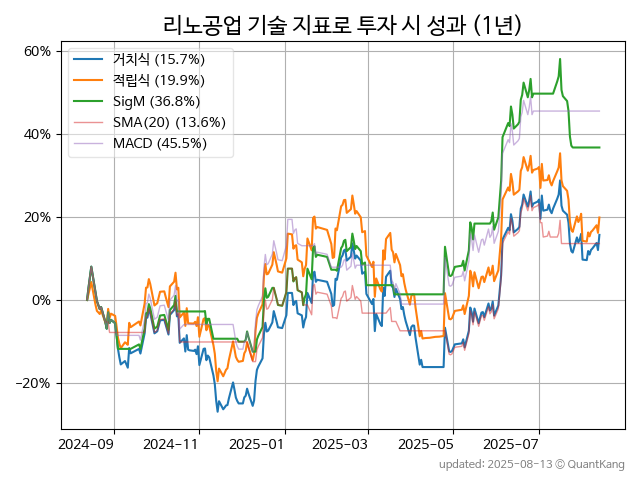 리노공업 기술 지표로 투자 시 성과 (1년)
60%
40%
20%
0%
−20%
거치식 (15.7%)
적립식 (19.9%)
SigM (36.8%)
SMA(20) (13.6%)
MACD (45.5%)
2024−09
2024−11
2025−01
2025−03
2025−05
2025−07
updated: 2025-08-13 ⓒ QuantKang